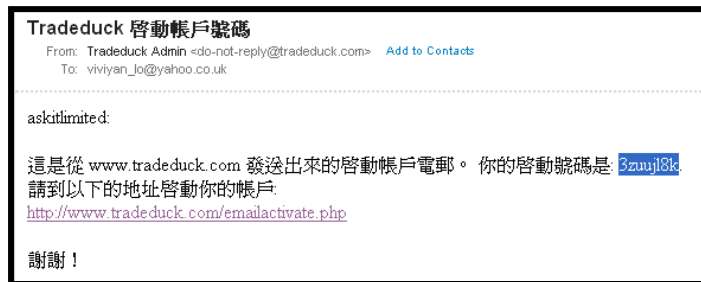 Tradeduck 啓動帳戶號碼
From: Tradeduck Admin <do-not-reply@tradeduck.com> Add to Contacts
To: viviyan_lo@yahoo.co.uk
askitlimited:
這是從 www.tradeduck.com 發送出來的啓動帳戶電郵。 你的啓動號碼是: 3zuujl8k.
請到以下的地址啓動你的帳戶:
http://www.tradeduck.com/emailactivate.php
謝謝！